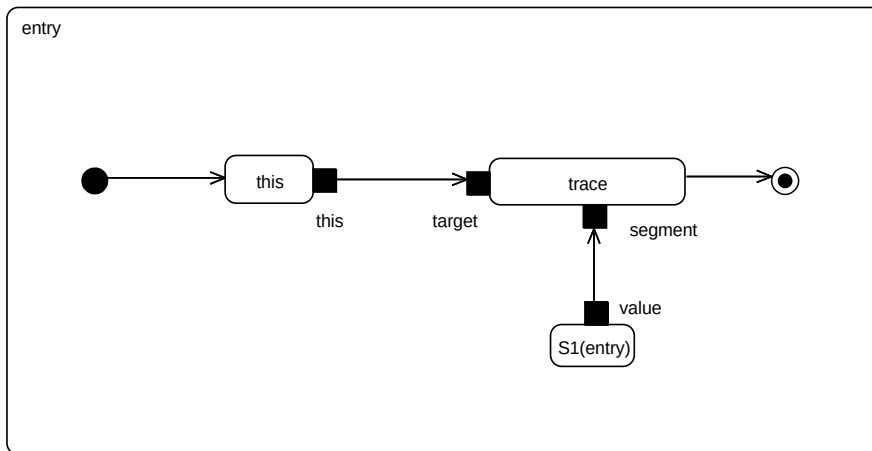 entry
this
trace
this
target
segment
value
S1(entry)